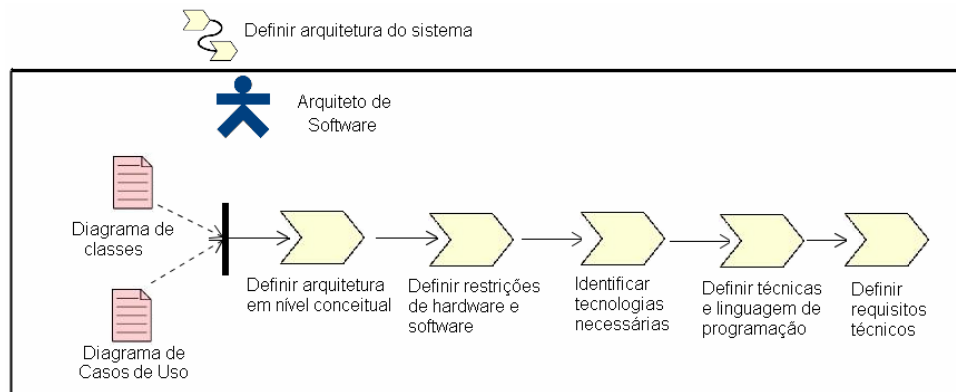 Definir arquitetura do sistema
Arquiteto de
Software
Diagrama de
classes
Diagrama de
Casos de Uso
Definir arquitetura
em nível conceitual
Definir restrições
de hardware e
software
Identificar
tecnologias
necessárias
Definir técnicas
e linguagem de
programação
Definir
requisitos
técnicos